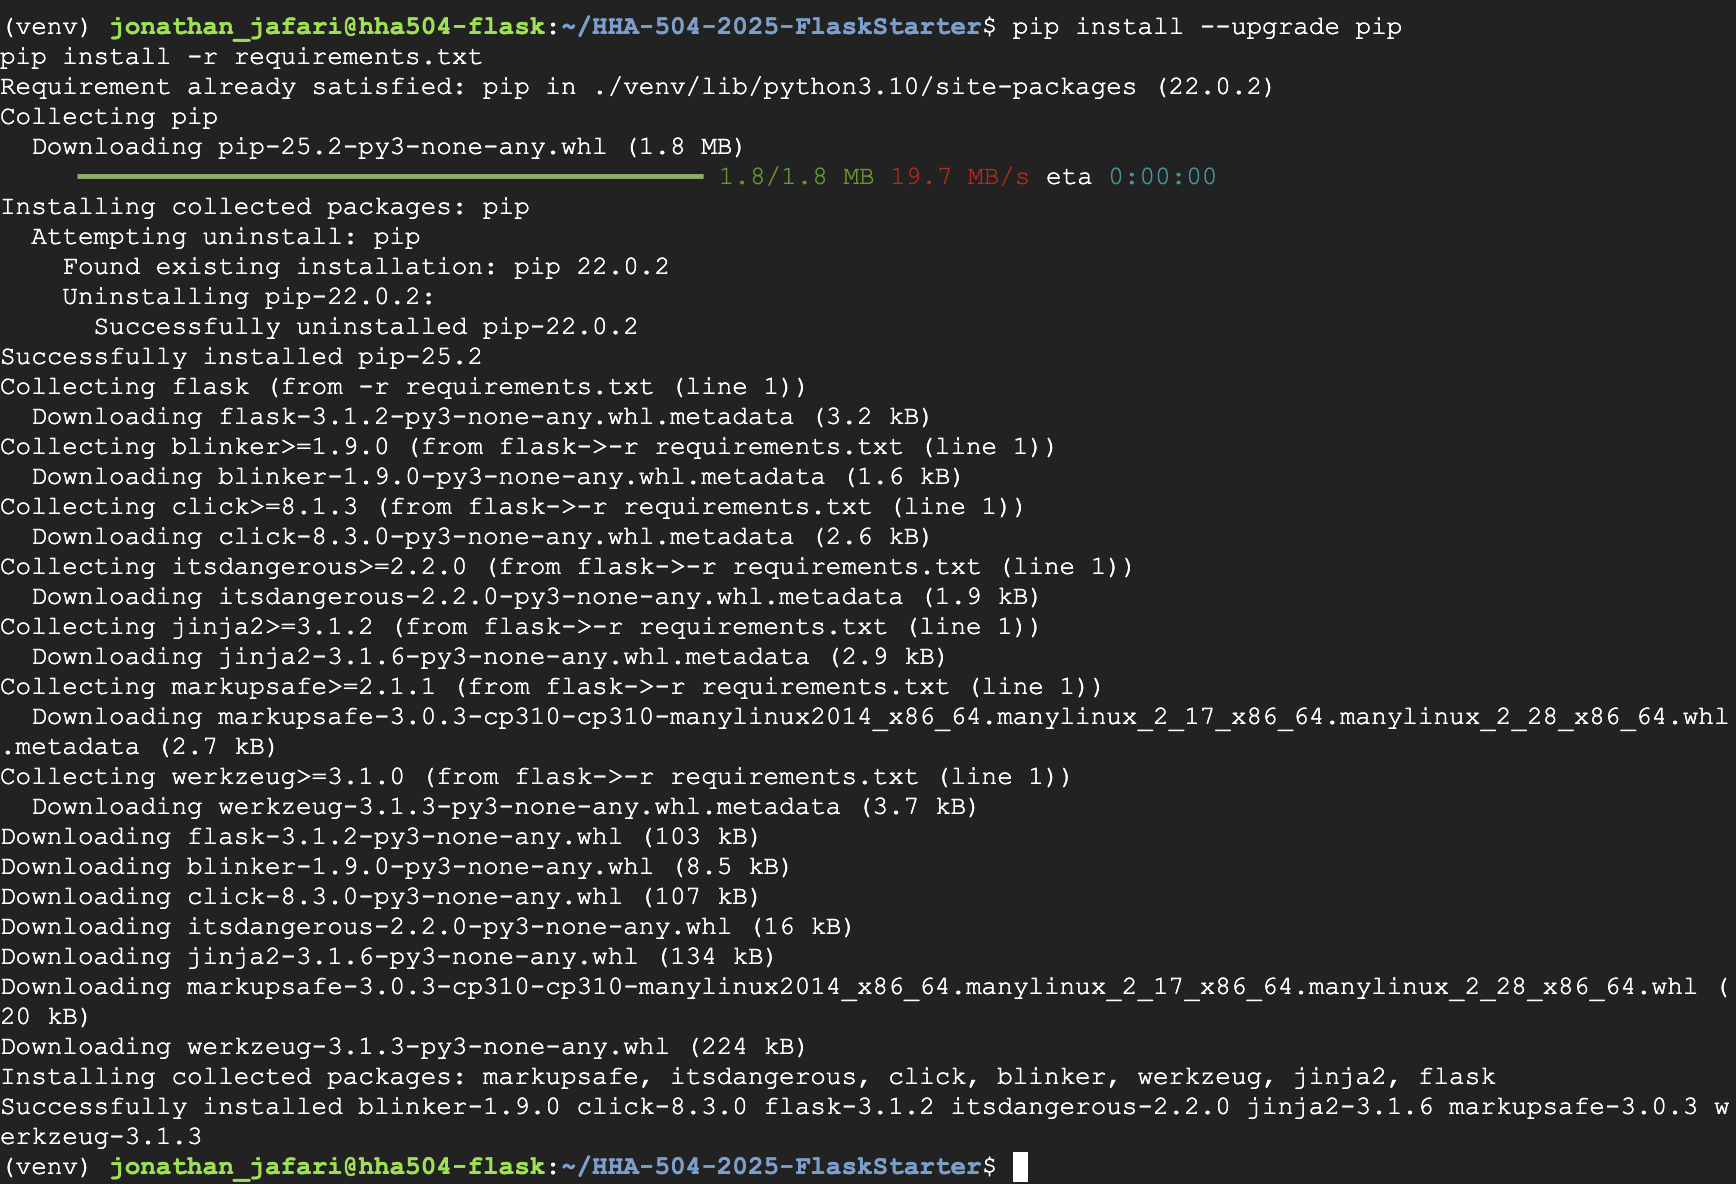 (venv) jonathan_jafari@hha504-flask:~/HHA-504-2025-FlaskStarter$ pip install --upgrade pip
pip install -r requirements.txt
Requirement already satisfied: pip in ./venv/lib/python3.10/site-packages (22.0.2)
Collecting pip
  Downloading pip-25.2-py3-none-any.whl (1.8 MB)
1.8/1.8 MB 19.7 MB/s eta 0:00:00
Installing collected packages: pip
  Attempting uninstall: pip
    Found existing installation: pip 22.0.2
    Uninstalling pip-22.0.2:
      Successfully uninstalled pip-22.0.2
Successfully installed pip-25.2
Collecting flask (from -r requirements.txt (line 1))
  Downloading flask-3.1.2-py3-none-any.whl.metadata (3.2 kB)
Collecting blinker>=1.9.0 (from flask->-r requirements.txt (line 1))
  Downloading blinker-1.9.0-py3-none-any.whl.metadata (1.6 kB)
Collecting click>=8.1.3 (from flask->-r requirements.txt (line 1))
  Downloading click-8.3.0-py3-none-any.whl.metadata (2.6 kB)
Collecting itsdangerous>=2.2.0 (from flask->-r requirements.txt (line 1))
  Downloading itsdangerous-2.2.0-py3-none-any.whl.metadata (1.9 kB)
Collecting jinja2>=3.1.2 (from flask->-r requirements.txt (line 1))
  Downloading jinja2-3.1.6-py3-none-any.whl.metadata (2.9 kB)
Collecting markupsafe>=2.1.1 (from flask->-r requirements.txt (line 1))
  Downloading markupsafe-3.0.3-cp310-cp310-manylinux2014_x86_64.manylinux_2_17_x86_64.manylinux_2_28_x86_64.whl
.metadata (2.7 kB)
Collecting werkzeug>=3.1.0 (from flask->-r requirements.txt (line 1))
  Downloading werkzeug-3.1.3-py3-none-any.whl.metadata (3.7 kB)
Downloading flask-3.1.2-py3-none-any.whl (103 kB)
Downloading blinker-1.9.0-py3-none-any.whl (8.5 kB)
Downloading click-8.3.0-py3-none-any.whl (107 kB)
Downloading itsdangerous-2.2.0-py3-none-any.whl (16 kB)
Downloading jinja2-3.1.6-py3-none-any.whl (134 kB)
Downloading markupsafe-3.0.3-cp310-cp310-manylinux2014_x86_64.manylinux_2_17_x86_64.manylinux_2_28_x86_64.whl (
20 kB)
Downloading werkzeug-3.1.3-py3-none-any.whl (224 kB)
Installing collected packages: markupsafe, itsdangerous, click, blinker, werkzeug, jinja2, flask
Successfully installed blinker-1.9.0 click-8.3.0 flask-3.1.2 itsdangerous-2.2.0 jinja2-3.1.6 markupsafe-3.0.3 w
erkzeug-3.1.3
(venv) jonathan_jafari@hha504-flask:~/HHA-504-2025-FlaskStarter$